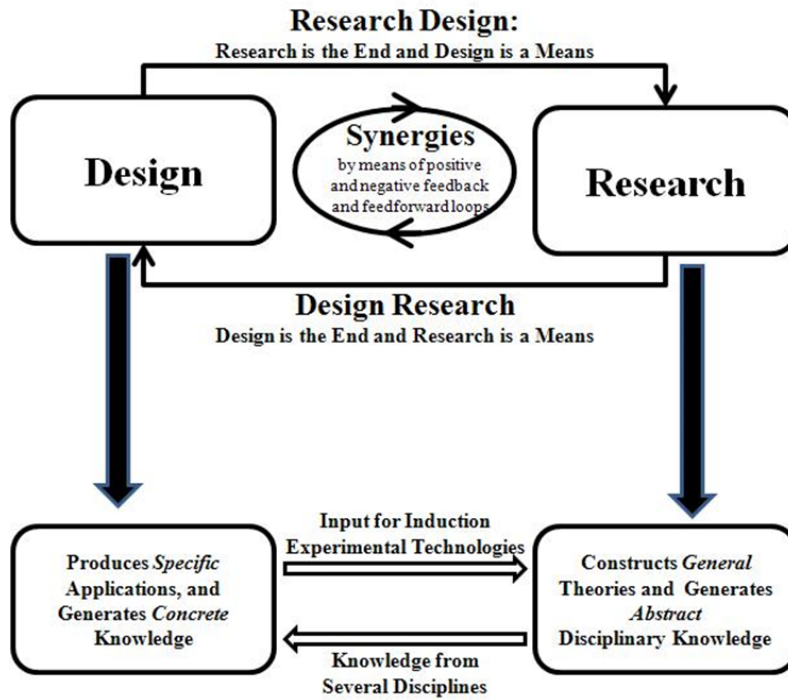 Research Design:
Research is the End and Design is a Means
Design
Synergies
by means of positive
and negative feedback
and feedforward loops
Research
Design Research
Design is the End and Research is a Means
Produces Specific
Applications, and
Generates Concrete
Knowledge
Input for Induction
Experimental Technologies
Knowledge from
Several Disciplines
Constructs General
Theories and Generates
Abstract
Disciplinary Knowledge